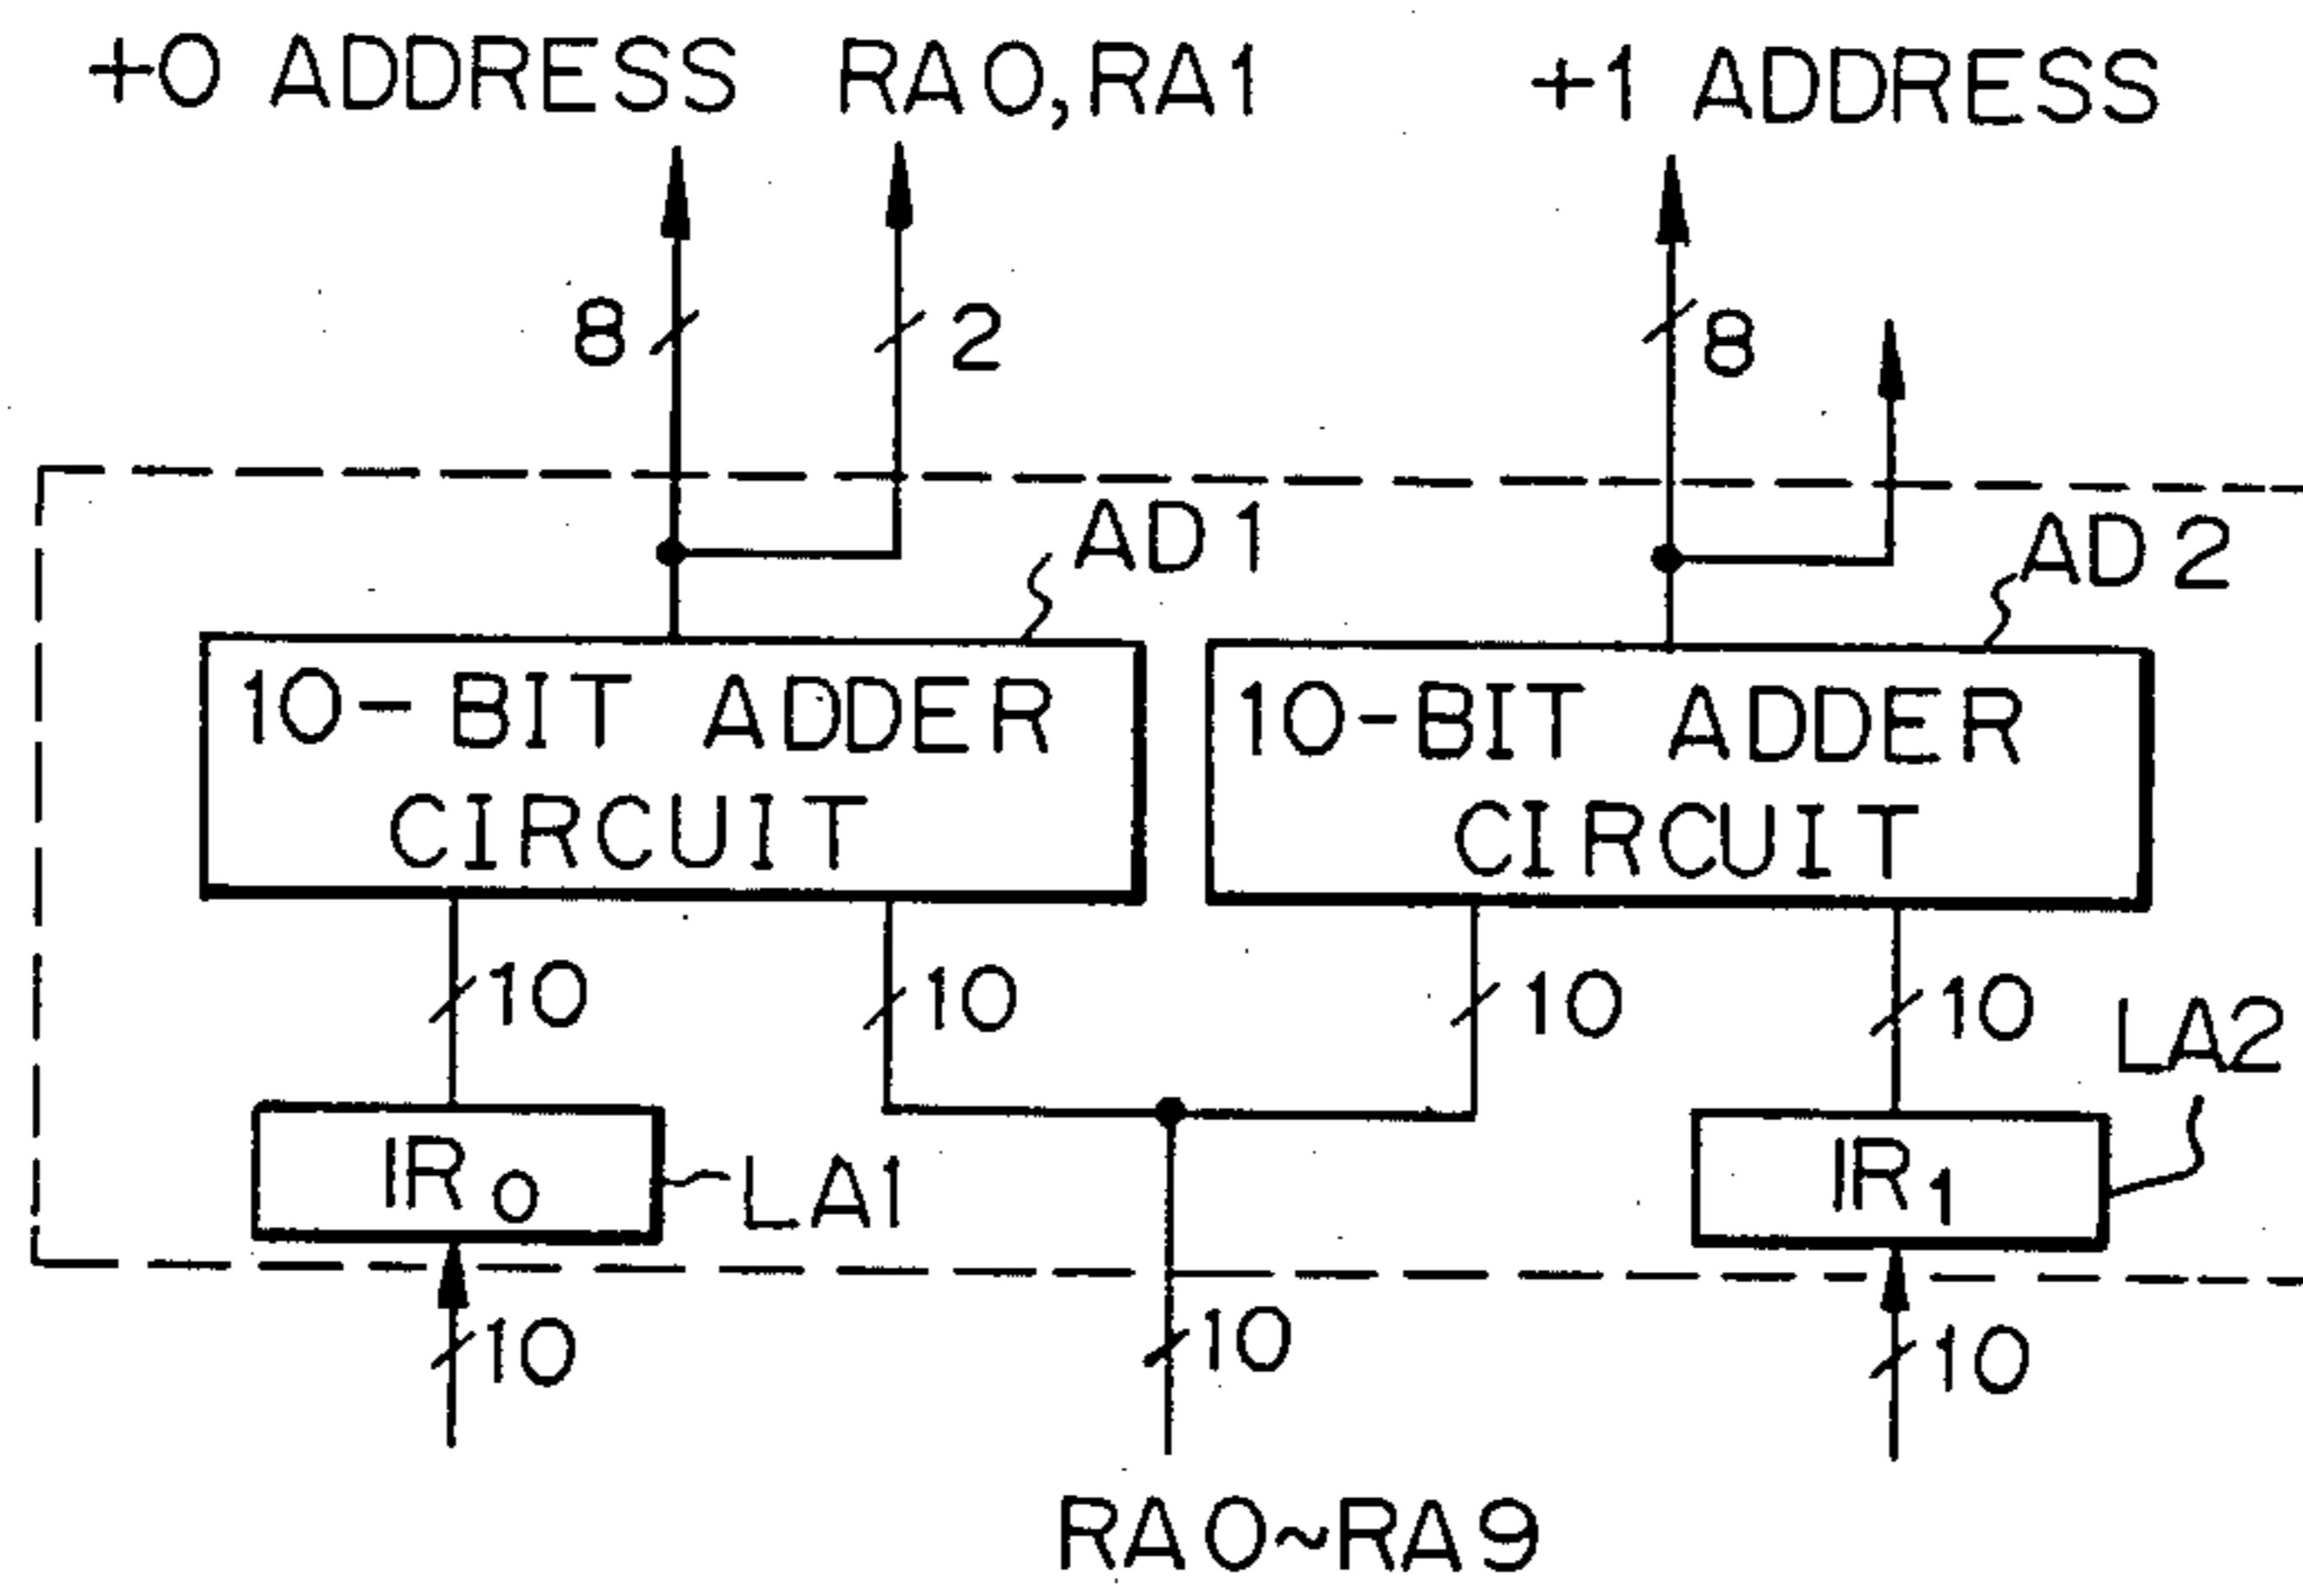 +0 ADDRESS RA0,RA1 +1 ADDRESS
8 2 8
AD1 AD2
10-BIT ADDER CIRCUIT
10-BIT ADDER CIRCUIT
10 10 10 10
LA2
IR0 LA1 IR1
10 10 10
RA0~RA9